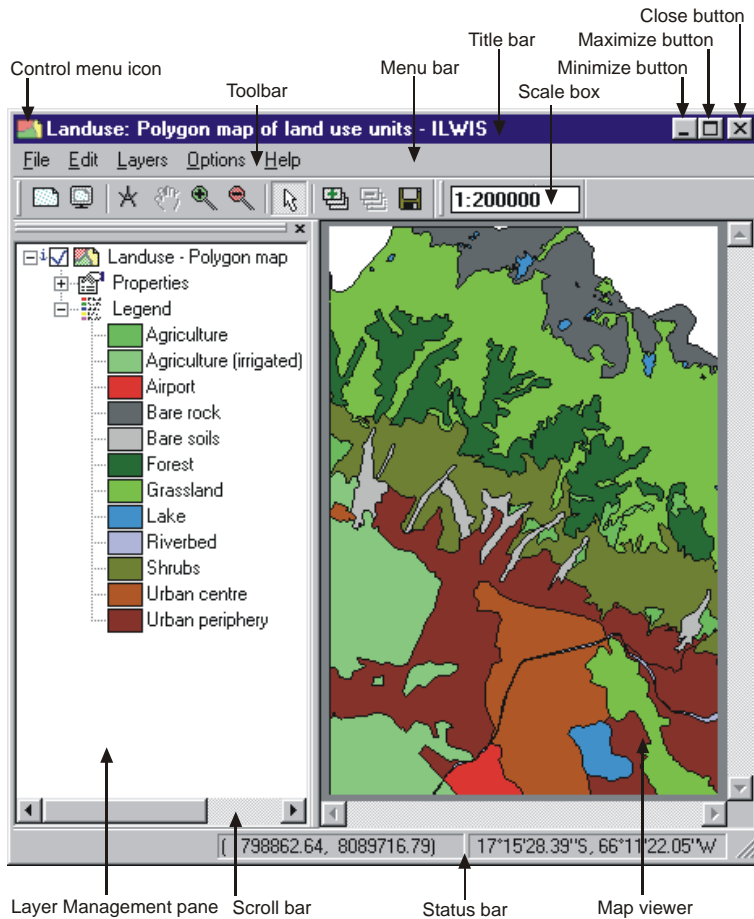 Close button
Title bar
Maximize button
Control menu icon
Menu bar
Minimize button
Toolbar
Scale box
Landuse: Polygon map of land use units - ILWIS
File Edit Layers Options Help
1:200000
Landuse - Polygon map
Properties
Legend
Agriculture
Agriculture (irrigated)
Airport
Bare rock
Bare soils
Forest
Grassland
Lake
Riverbed
Shrubs
Urban centre
Urban periphery
( 798862.64, 8089716.79) 17°15'28.39"S, 66°11'22.05"W
Layer Management pane
Scroll bar
Status bar
Map viewer